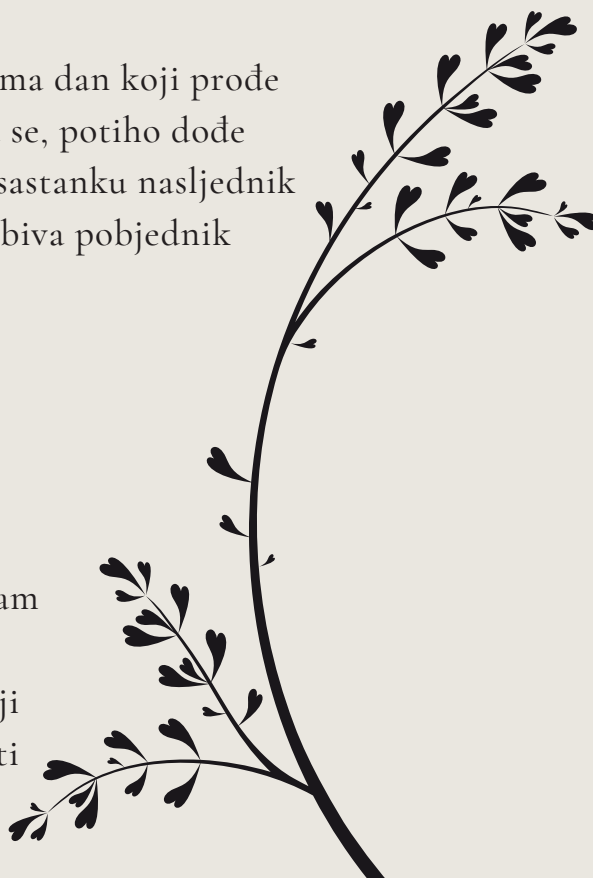 ma dan koji prođe
se, potiho dođe
sastanku nasljednik
biva pobjednik
am
ji
ti